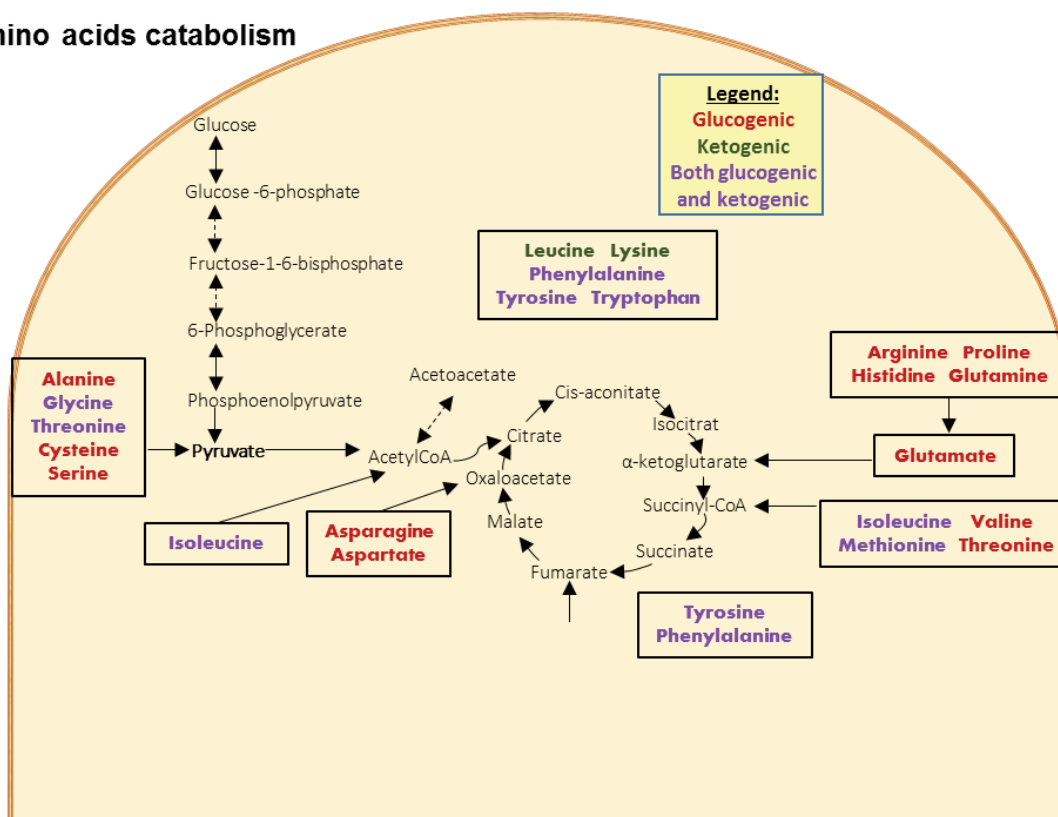 mino acids catabolism
Legend:
Glucogenic
Ketogenic
Both glucogenic
and ketogenic
Glucose
Glucose -6-phosphate
Fructose-1-6-bisphosphate
6-Phosphoglycerate
Phosphoenolpyruvate
Pyruvate
Alanine
Glycine
Threonine
Cysteine
Serine
Leucine Lysine
Phenylalanine
Tyrosine Tryptophan
Acetoacetate
AcetylCoA
Isoleucine
Asparagine
Aspartate
Citrate
Cis-aconitate
Isocitrat
α-ketoglutarate
Succinyl-CoA
Succinate
Fumarate
Malate
Oxaloacetate
Arginine Proline
Histidine Glutamine
Glutamate
Isoleucine Valine
Methionine Threonine
Tyrosine
Phenylalanine